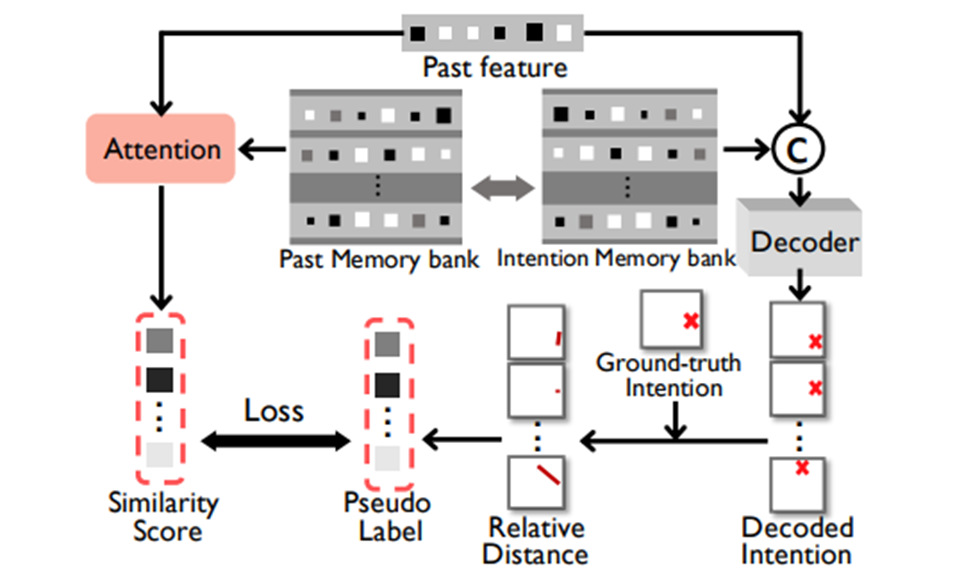 Past feature
Attention
C
Past Memory bank
Intention Memory bank
Decoder
Ground-truth
Intention
Loss
Similarity
Score
Pseudo
Label
Relative
Distance
Decoded
Intention